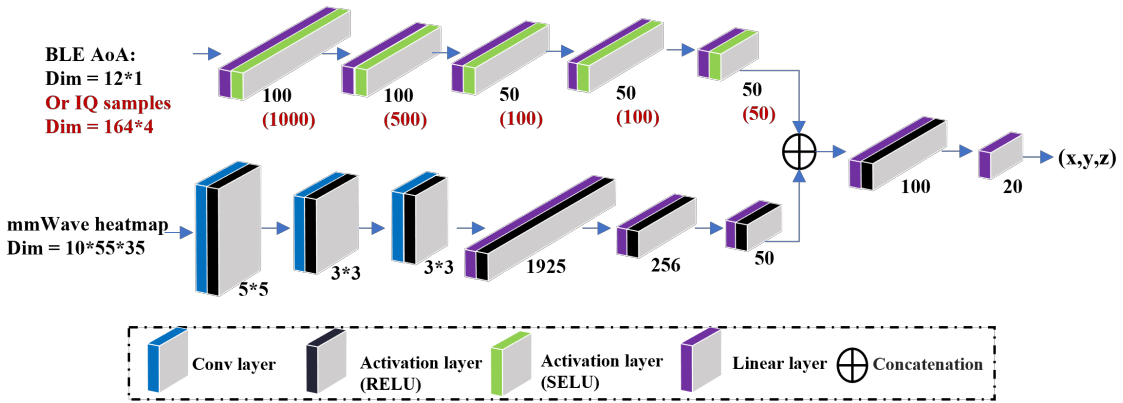 BLE AoA:
Dim = 12*1
Or IQ samples
Dim = 164*4
100
(1000)
100
(500)
50
(100)
50
(100)
50
(50)
100
20
(x,y,z)
mmWave heatmap
Dim = 10*55*35
5*5
3*3
3*3
1925
256
50
Conv layer
Activation layer
(RELU)
Activation layer
(SELU)
Linear layer
Concatenation